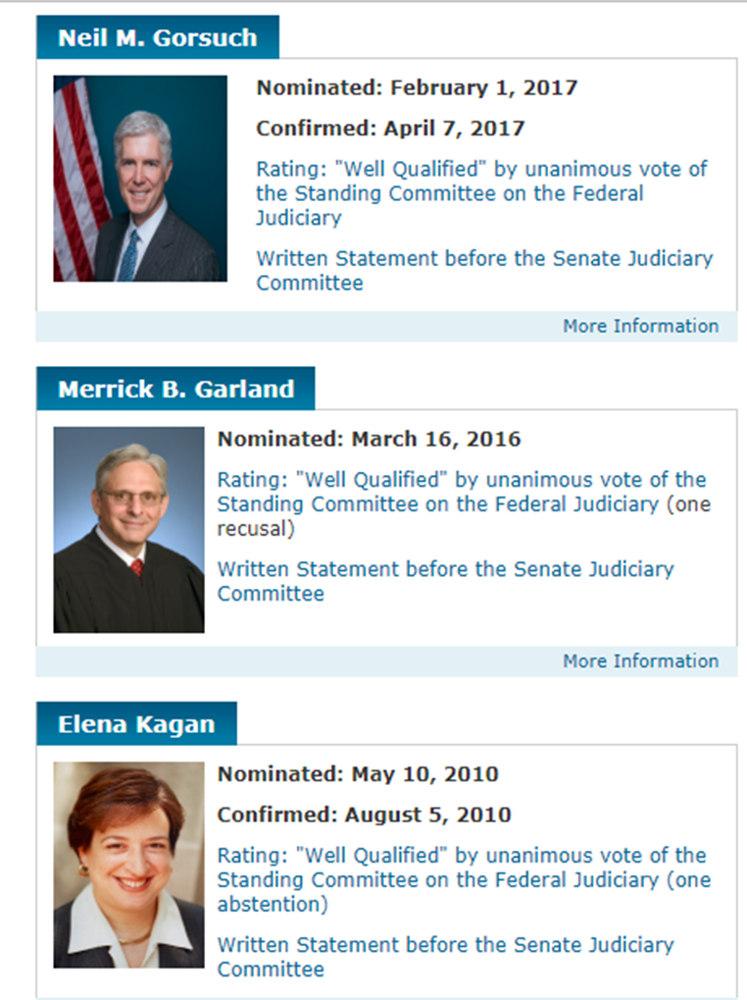 Neil M. Gorsuch
Nominated: February 1, 2017
Confirmed: April 7, 2017
Rating: "Well Qualified" by unanimous vote of
the Standing Committee on the Federal
Judiciary
Written Statement before the Senate Judiciary
Committee
More Information
Merrick B. Garland
Nominated: March 16, 2016
Rating: "Well Qualified" by unanimous vote of the
Standing Committee on the Federal Judiciary (one
recusal)
Written Statement before the Senate Judiciary
Committee
More Information
Elena Kagan
Nominated: May 10, 2010
Confirmed: August 5, 2010
Rating: "Well Qualified" by unanimous vote of the
Standing Committee on the Federal Judiciary (one
abstention)
Written Statement before the Senate Judiciary
Committee